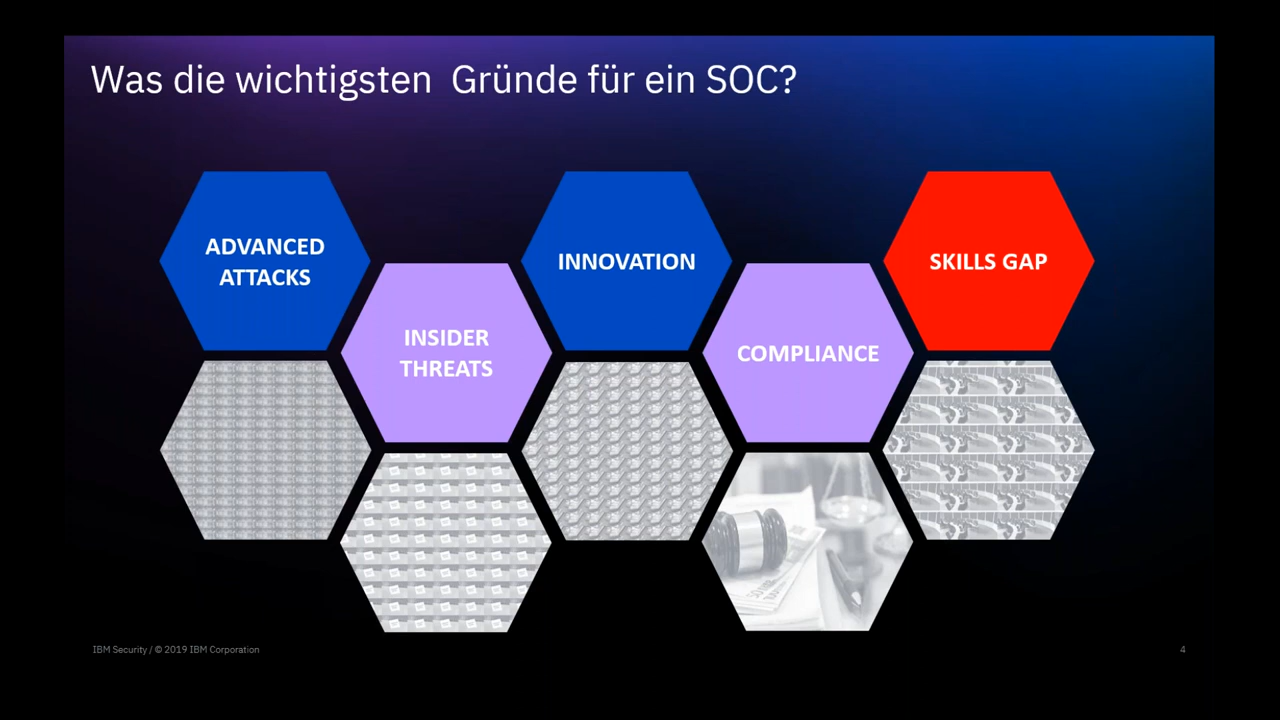 Was die wichtigsten  Gründe für ein SOC?
ADVANCED
ATTACKS
INSIDER
THREATS
INNOVATION
COMPLIANCE
SKILLS GAP
IBM Security / © 2019 IBM Corporation
4